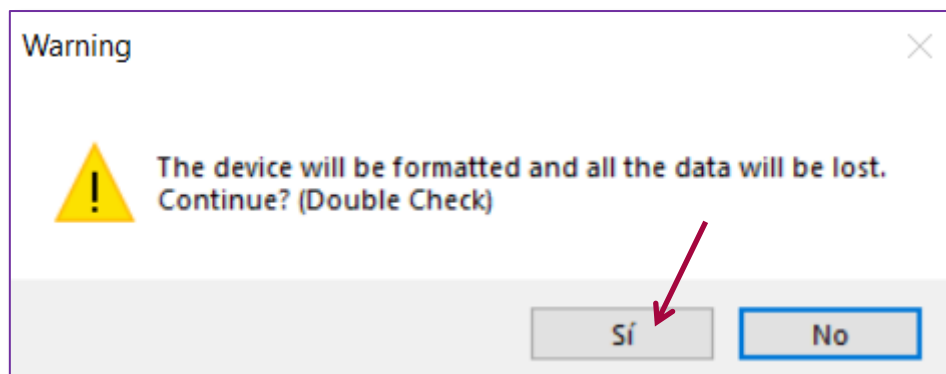 Warning
The device will be formatted and all the data will be lost.
Continue? (Double Check)
Sí
No